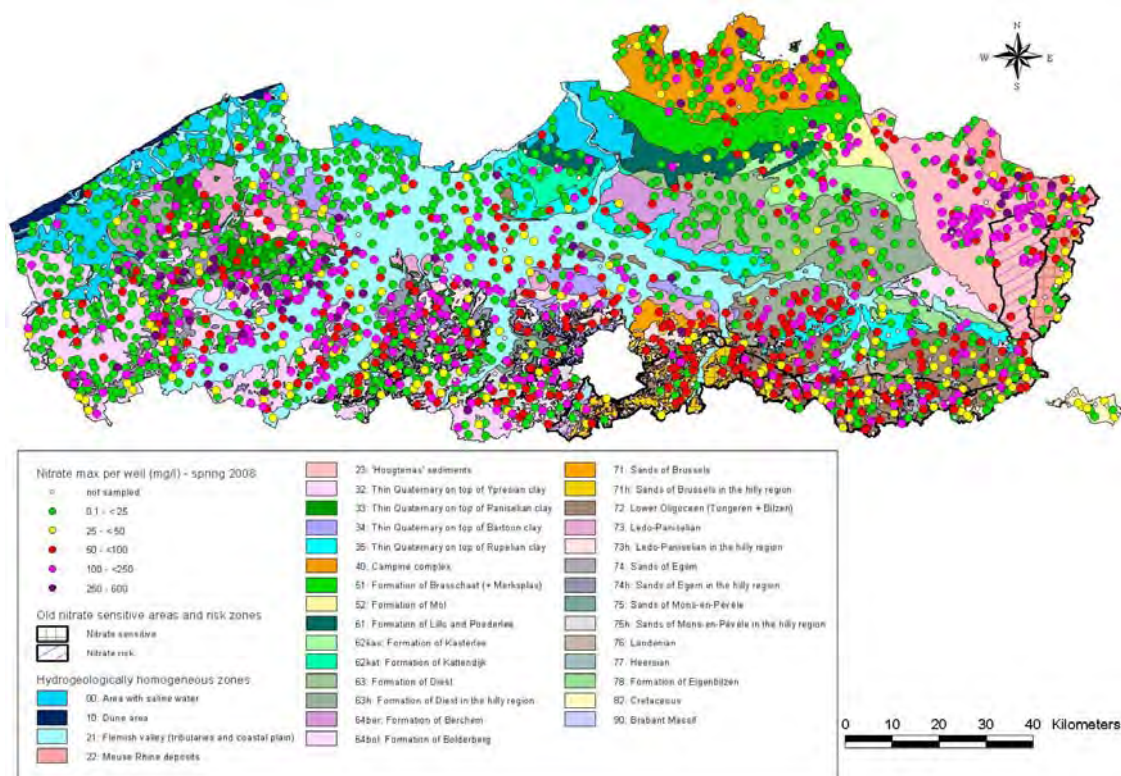 N
W E
S
Nitrate max per well (mg/l) - spring 2008
not sampled
0.1 - < 25
25 - < 50
50 - <100
100 - <250
250 - 600
Old nitrate sensitive areas and risk zones
Nitrate sensitive
Nitrate risk
Hydrogeologically homogeneous zones
00: Area with saline water
10: Dune area
21: Flemish valley (tributaries and coastal plain)
22: Meuse Rhine deposits
23: 'Hoogterras' sediments
32: Thin Quaternary on top of Ypresian clay
33: Thin Quaternary on top of Paniselian clay
34: Thin Quaternary on top of Bartoon clay
35: Thin Quaternary on top of Rupelian clay
40: Campine complex
51: Formation of Brasschaat (+ Merksplas)
52: Formation of Mol
61: Formation of Lillo and Poederlee
62kas: Formation of Kasterlee
62kat: Formation of Kattendijk
63: Formation of Diest
63h: Formation of Diest in the hilly region
64ber: Formation of Berchem
64bol: Formation of Bolderberg
71: Sands of Brussels
71h: Sands of Brussels in the hilly region
72: Lower Oligocene (Tongeren + Bilzen)
73: Ledo-Paniselian
73h: Ledo-Paniselian in the hilly region
74: Sands of Egem
74h: Sands of Egem in the hilly region
75: Sands of Mons-en-Pévèle
75h: Sands of Mons-en-Pévèle in the hilly region
76: Landenian
77: Heersian
78: Formation of Eigenbilzen
82: Cretaceous
90: Brabant Massif
0 10 20 30 40 Kilometers